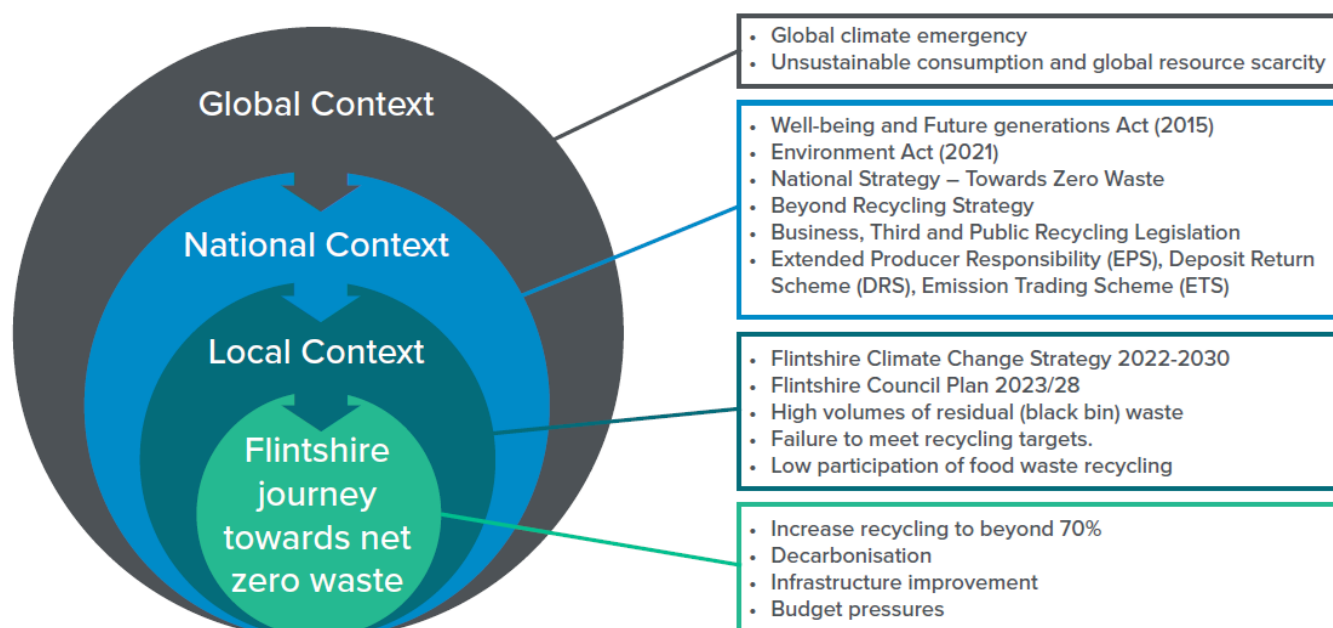 Global Context
National Context
Local Context
Flintshire
journey
towards net
zero waste
• Global climate emergency
• Unsustainable consumption and global resource scarcity
• Well-being and Future generations Act (2015)
• Environment Act (2021)
• National Strategy – Towards Zero Waste
• Beyond Recycling Strategy
• Business, Third and Public Recycling Legislation
• Extended Producer Responsibility (EPS), Deposit Return
Scheme (DRS), Emission Trading Scheme (ETS)
• Flintshire Climate Change Strategy 2022-2030
• Flintshire Council Plan 2023/28
• High volumes of residual (black bin) waste
• Failure to meet recycling targets.
• Low participation of food waste recycling
• Increase recycling to beyond 70%
• Decarbonisation
• Infrastructure improvement
• Budget pressures